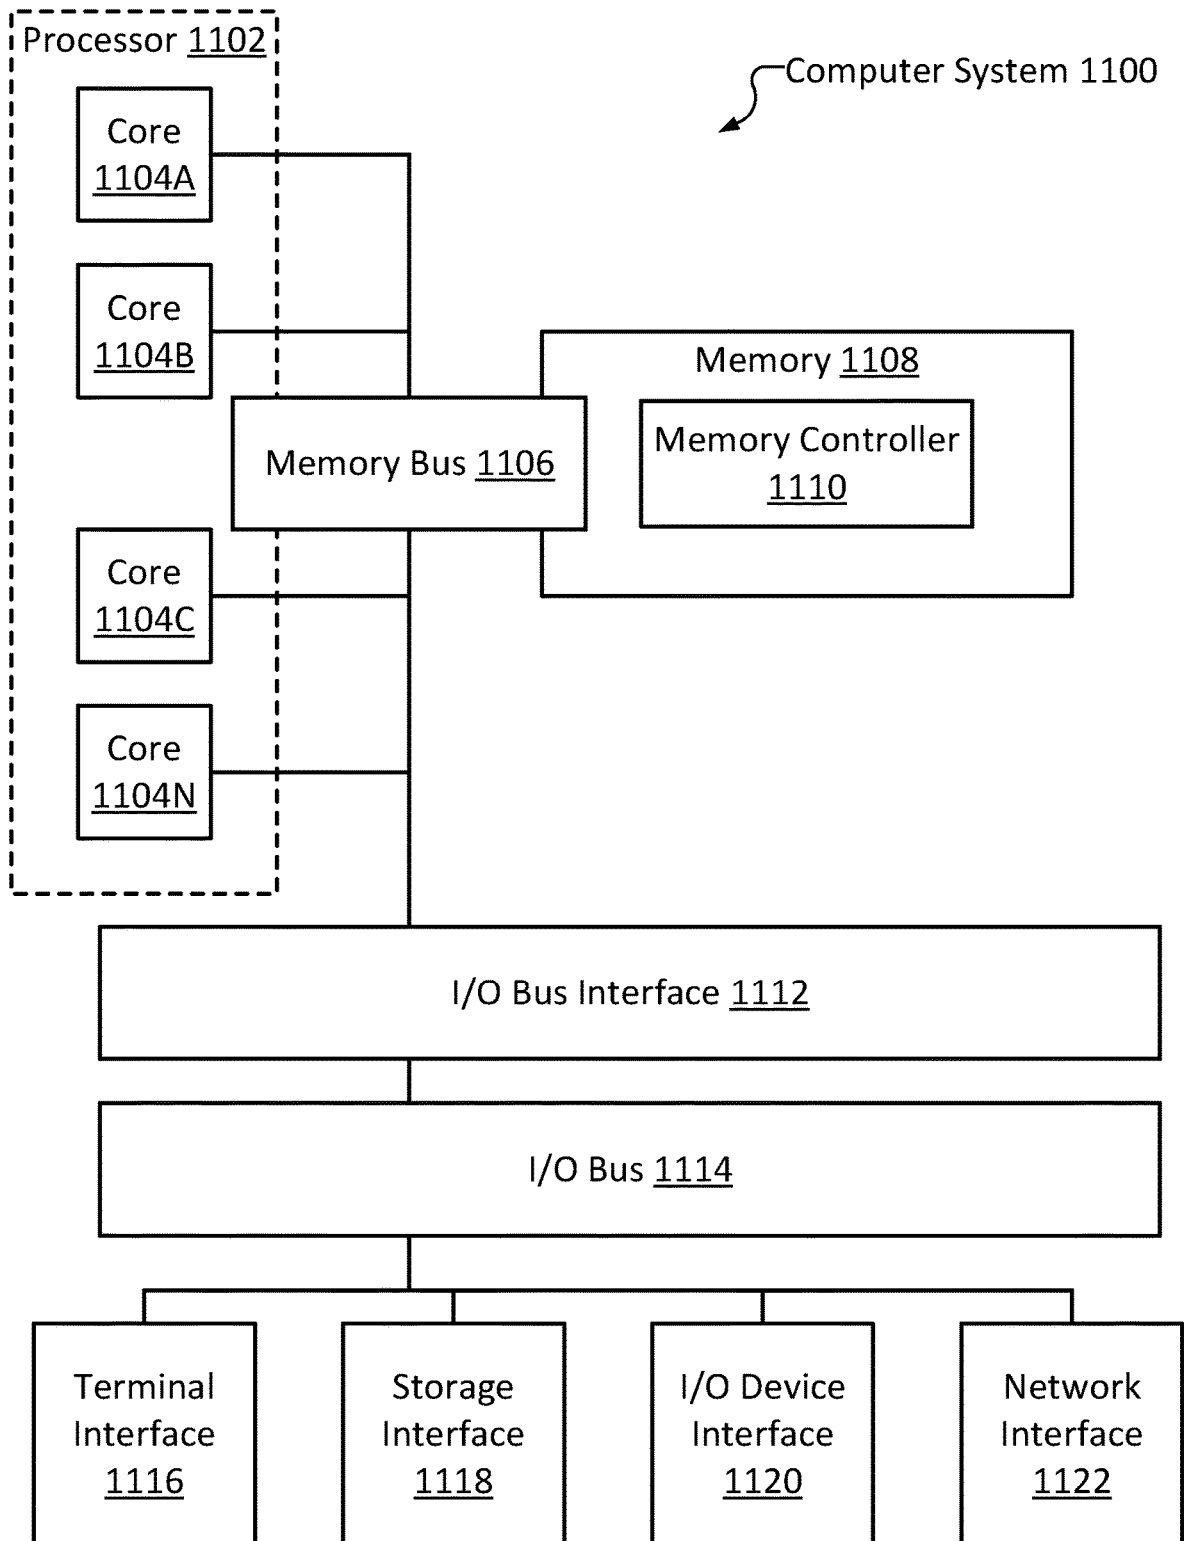 Processor 1102
Computer System 1100
Core
1104A
Core
1104B
Memory 1108
Memory Controller
1110
Memory Bus 1106
Core
1104C
Core
1104N
I/O Bus Interface 1112
I/O Bus 1114
Terminal
Interface
1116
Storage
Interface
1118
I/O Device
Interface
1120
Network
Interface
1122